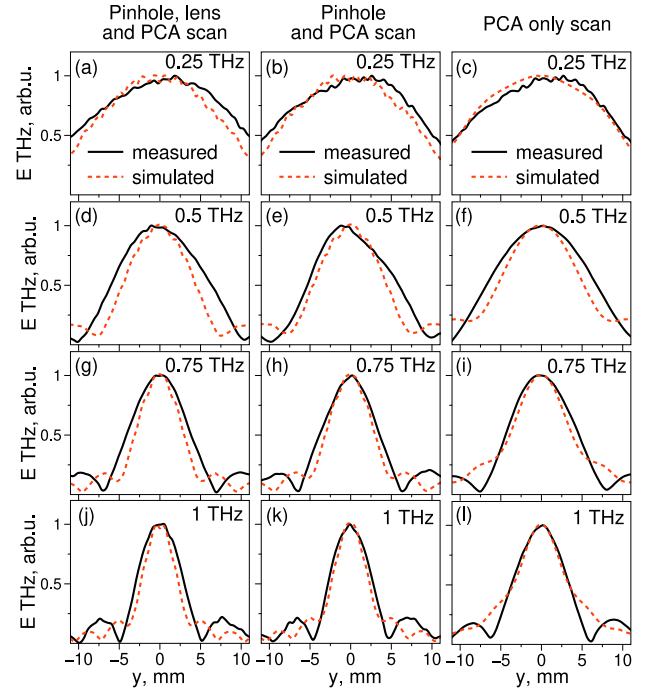 Pinhole, lens
and PCA scan
Pinhole
and PCA scan
PCA only scan
(a) 0.25 THz
(b) 0.25 THz
(c) 0.25 THz
E THz, arb.u.
1
0.5
measured
simulated
measured
simulated
measured
simulated
(d) 0.5 THz
(e) 0.5 THz
(f) 0.5 THz
E THz, arb.u.
1
0.5
(g) 0.75 THz
(h) 0.75 THz
(i) 0.75 THz
E THz, arb.u.
1
0.5
(j) 1 THz
(k) 1 THz
(l) 1 THz
E THz, arb.u.
1
0.5
−10 −5 0 5 10
−10 −5 0 5 10
−10 −5 0 5 10
y, mm
y, mm
y, mm